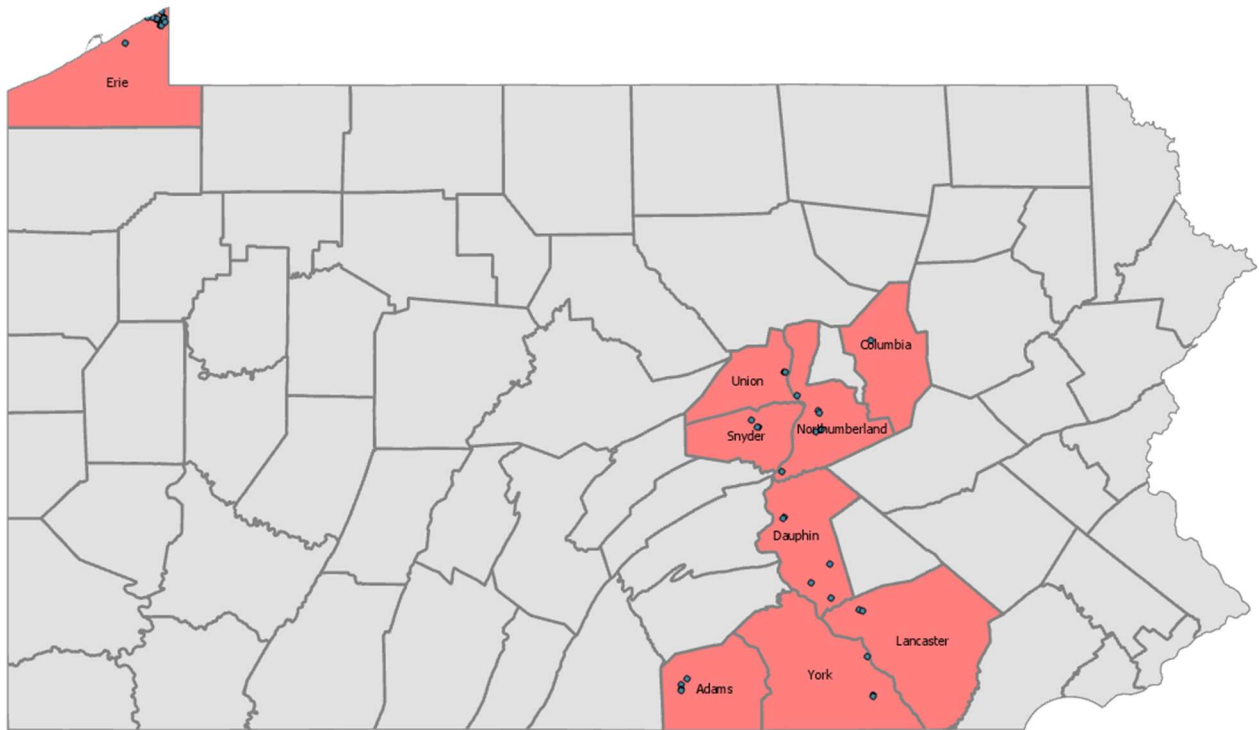 Erie
Columbia
Union
Northumberland
Snyder
Dauphin
Lancaster
York
Adams